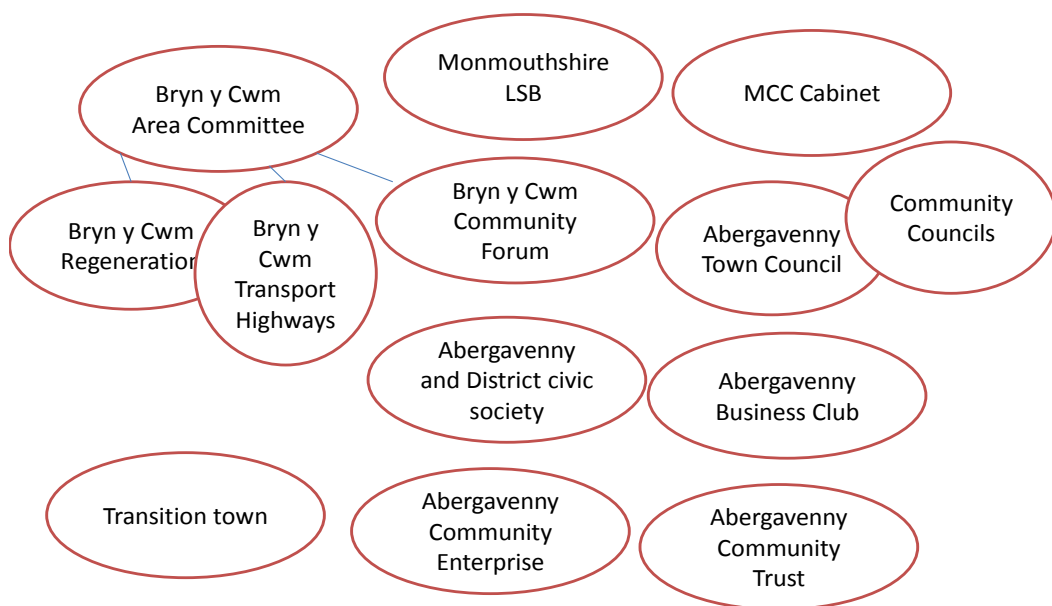 Bryn y Cwm
Area Committee
Monmouthshire
LSB
MCC Cabinet
Bryn y Cwm
Regeneration
Bryn y
Cwm
Transport
Highways
Bryn y Cwm
Community
Forum
Abergavenny
Town Council
Community
Councils
Abergavenny
and District civic
society
Abergavenny
Business Club
Transition town
Abergavenny
Community
Enterprise
Abergavenny
Community
Trust